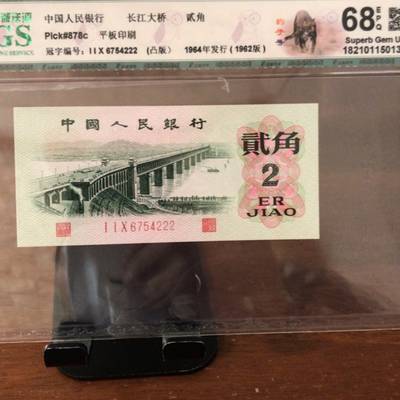 中国人民银行 长江大桥 贰角
Pick#878c 平板印刷
冠字编号: IIX 6754222 (凸版) 1964年发行 (1962版)
GS
68 EPQ
Superb Gem U
18210115013
中國人民銀行
貳角
2
ER
JIAO
IIX6754222